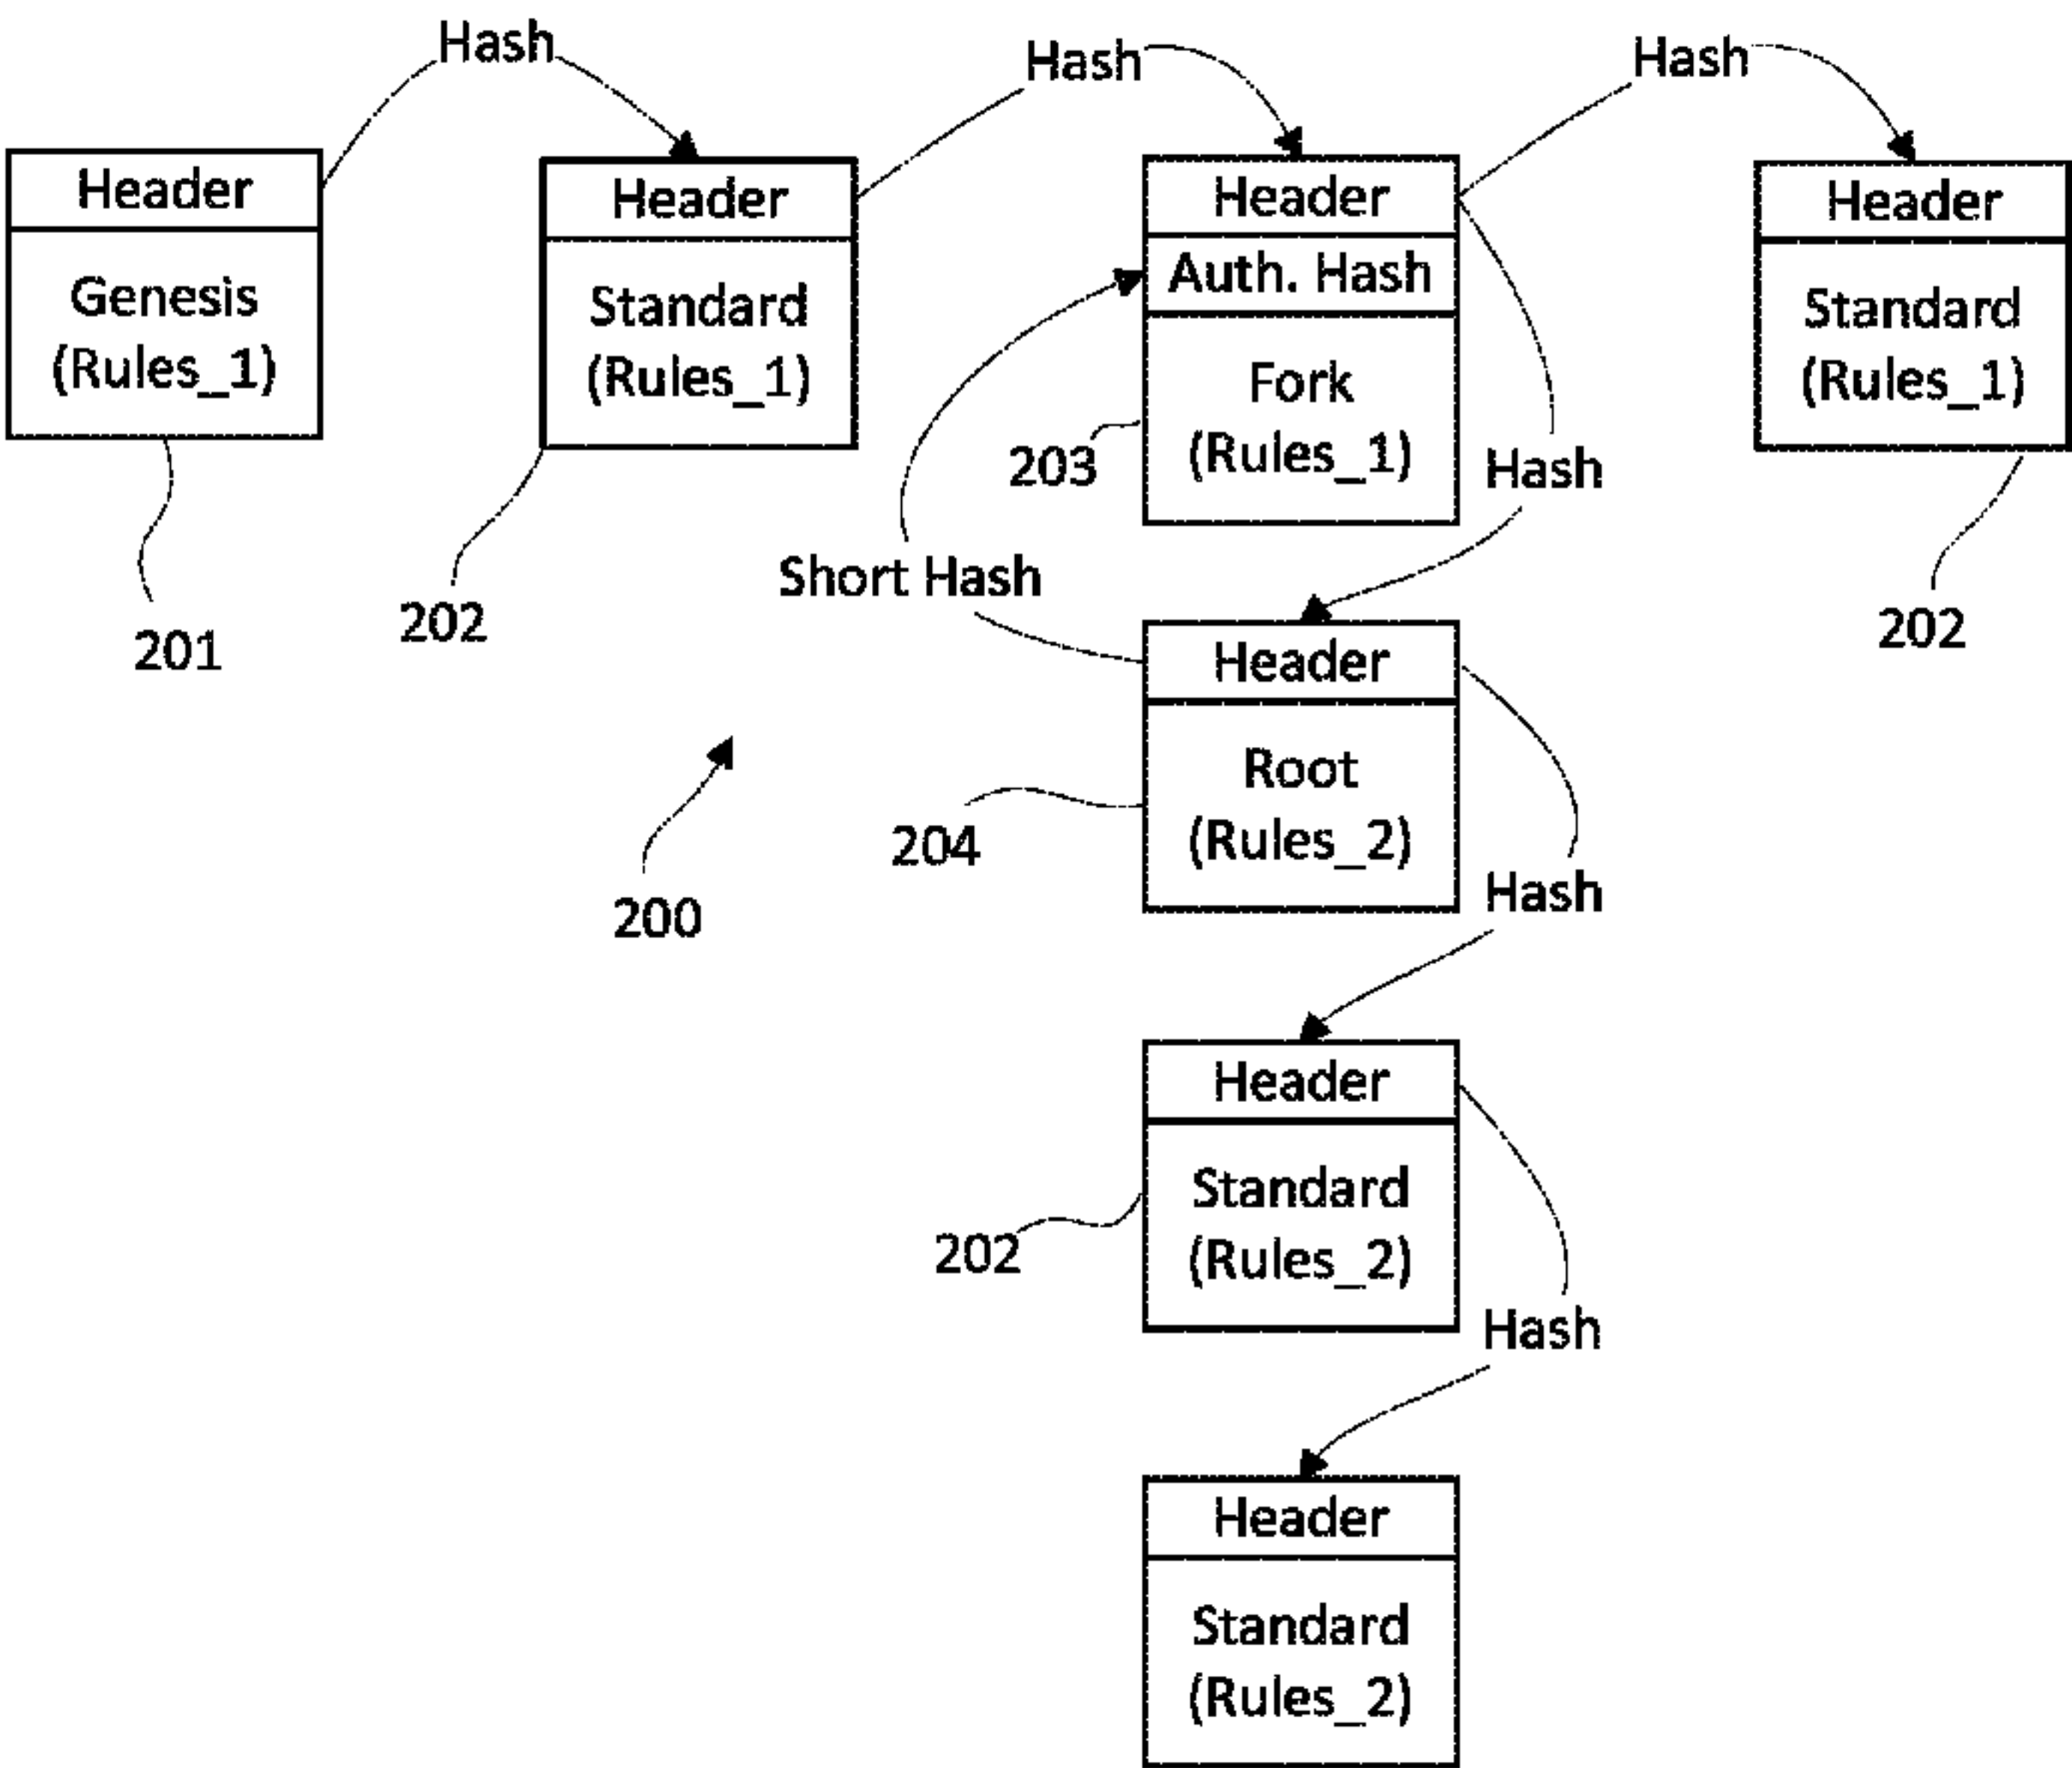 Hash
Hash
Hash
Header
Genesis
(Rules_1)
201
Header
Standard
(Rules_1)
202
Header
Auth. Hash
Fork
(Rules_1)
203
Header
Standard
(Rules_1)
202
Hash
Short Hash
Header
Root
(Rules_2)
204
200
Hash
Header
Standard
(Rules_2)
202
Hash
Header
Standard
(Rules_2)